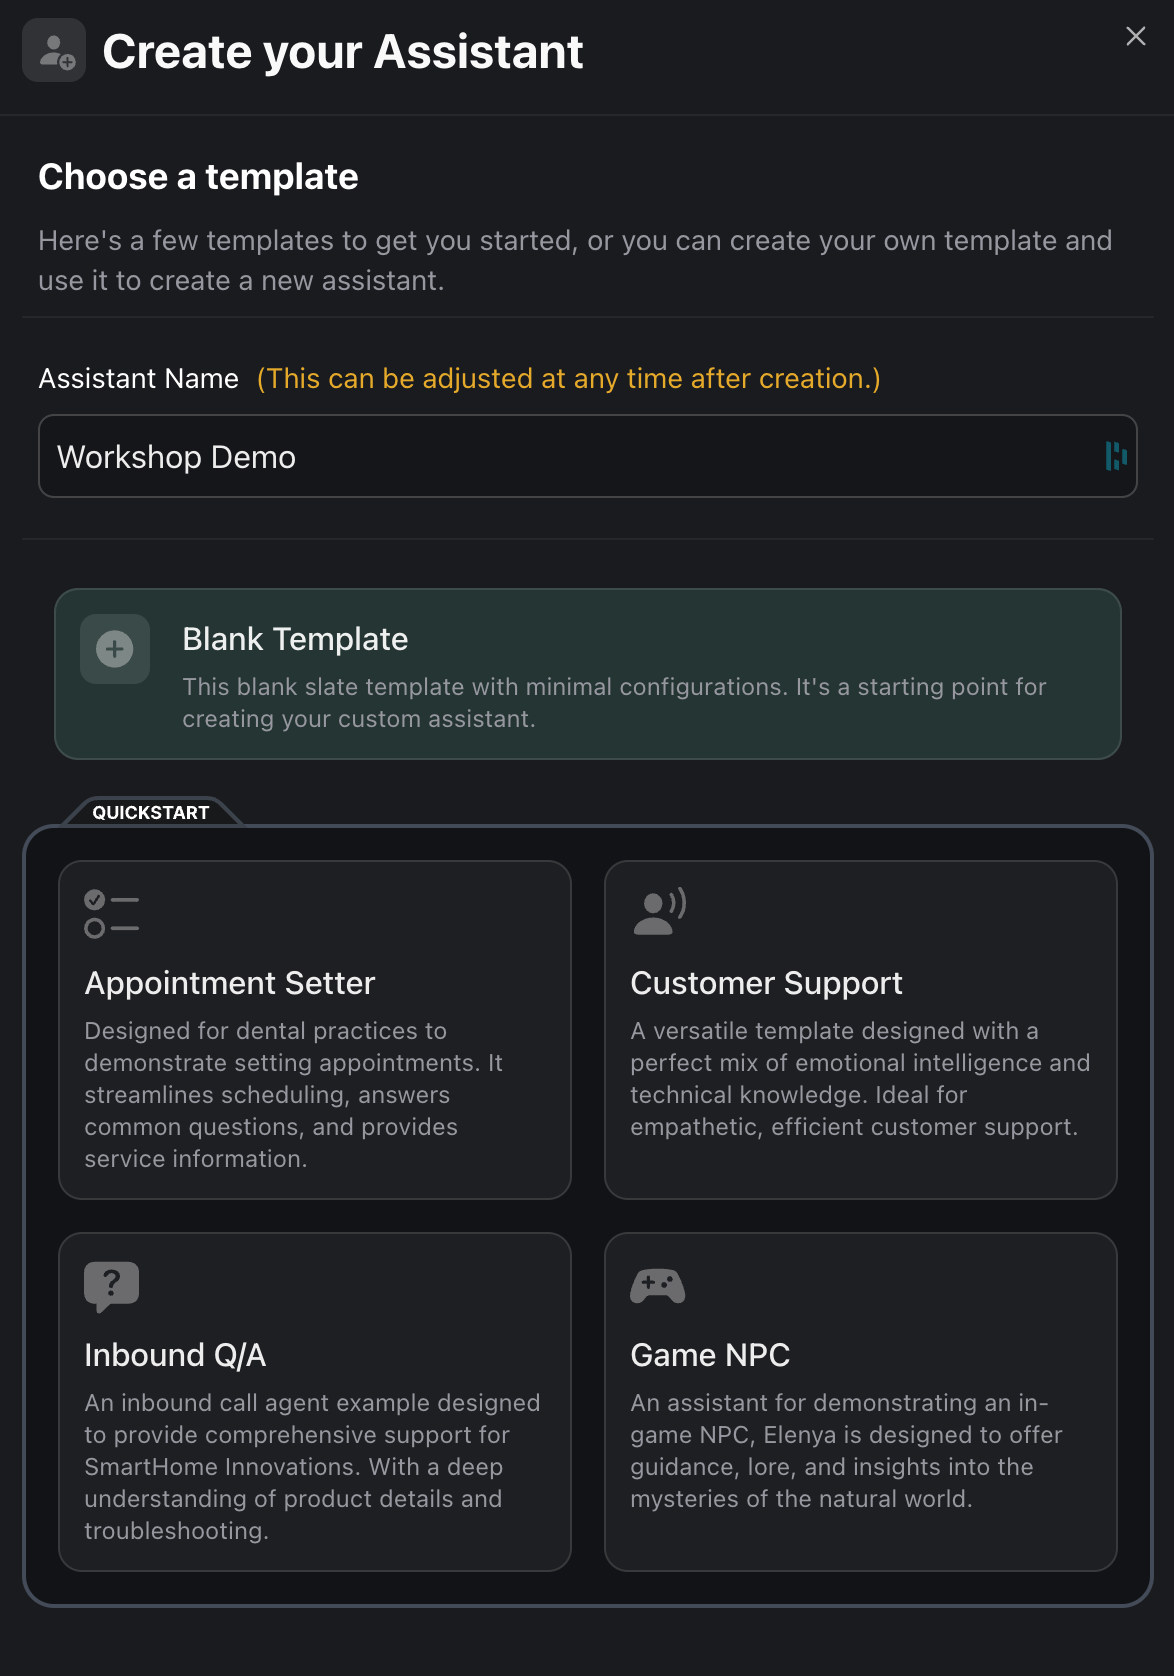 Create your Assistant
Choose a template
Here's a few templates to get you started, or you can create your own template and
use it to create a new assistant.
Assistant Name (This can be adjusted at any time after creation.)
Workshop Demo
Blank Template
This blank slate template with minimal configurations. It's a starting point for
creating your custom assistant.
QUICKSTART
Appointment Setter
Designed for dental practices to
demonstrate setting appointments. It
streamlines scheduling, answers
common questions, and provides
service information.
Customer Support
A versatile template designed with a
perfect mix of emotional intelligence and
technical knowledge. Ideal for
empathetic, efficient customer support.
Inbound Q/A
An inbound call agent example designed
to provide comprehensive support for
SmartHome Innovations. With a deep
understanding of product details and
troubleshooting.
Game NPC
An assistant for demonstrating an in-
game NPC, Elenya is designed to offer
guidance, lore, and insights into the
mysteries of the natural world.